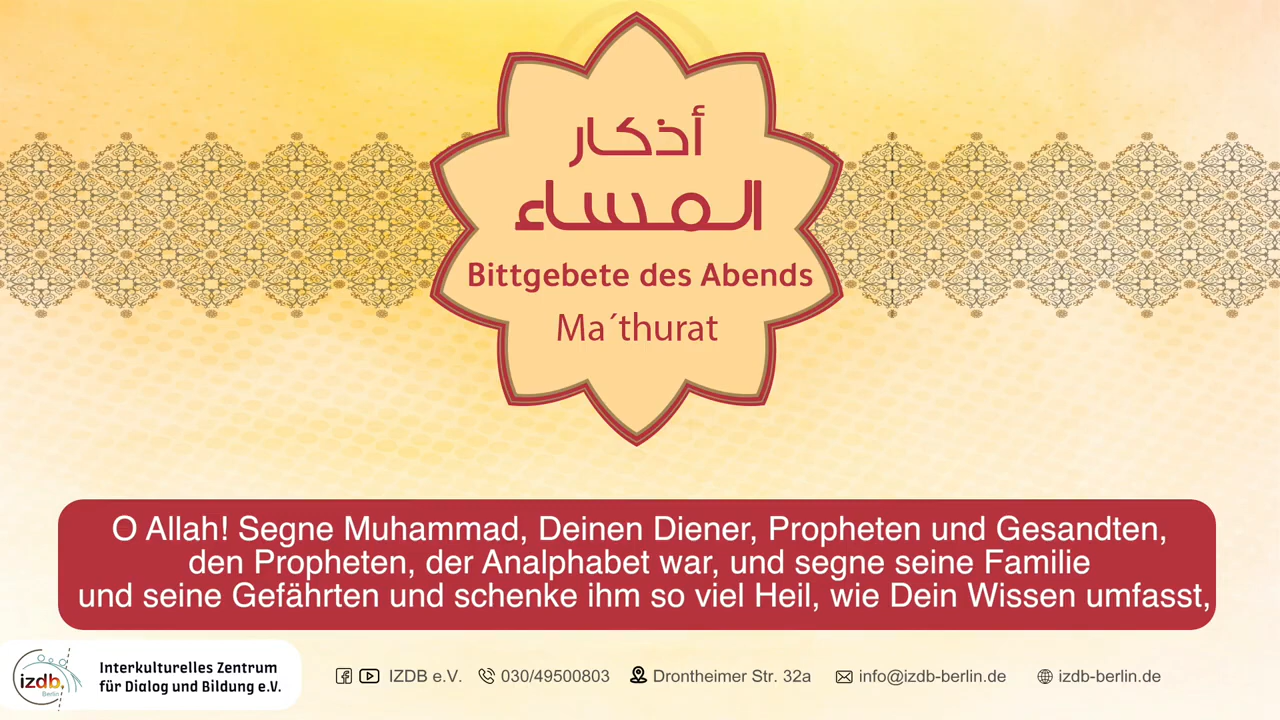 أذكار
المساء
Bittgebete des Abends
Ma´thurat
O Allah! Segne Muhammad, Deinen Diener, Propheten und Gesandten,
den Propheten, der Analphabet war, und segne seine Familie
und seine Gefährten und schenke ihm so viel Heil, wie Dein Wissen umfasst,
izdb.
Berlin
Interkulturelles Zentrum
für Dialog und Bildung e.V.
IZDB e.V. 030/49500803 Drontheimer Str. 32a info@izdb-berlin.de izdb-berlin.de